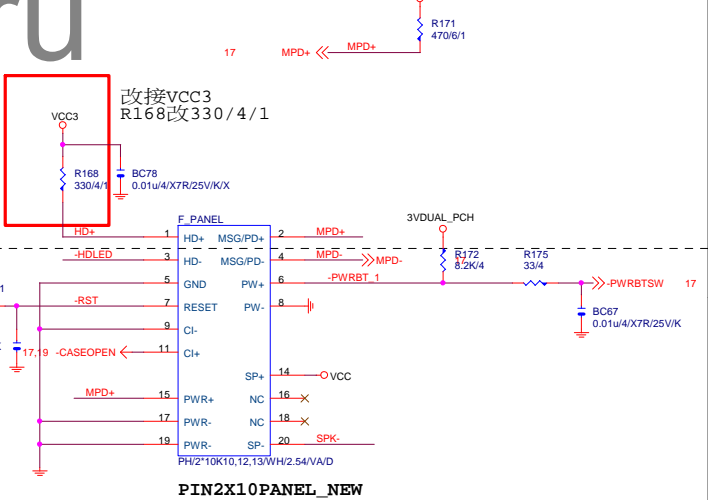 ru
R171
470/6/1
17 MPD+ MPD+
改接VCC3
R168改330/4/1
VCC3
R168
330/4/1
BC78
0.01u/4/X7R/25V/K/X
F_PANEL
3VDUAL_PCH
HD+ 1 HD+ MSG/PD+ 2 MPD+
-HDLED 3 HD- MSG/PD- 4 MPD- MPD-
R172
8.2K/4
R175
33/4
5 GND PW+ 6 -PWRBT_1 -PWRBTSW 17
-RST 7 RESET PW- 8
BC67
0.01u/4/X7R/25V/K
9 CI-
17,19 -CASEOPEN 11 CI+
SP+ 14 VCC
MPD+ 15 PWR+ NC 16
17 PWR- NC 18
19 PWR- SP- 20 SPK-
PH/2*10K10,12,13/WH/2.54/VA/D
PIN2X10PANEL_NEW